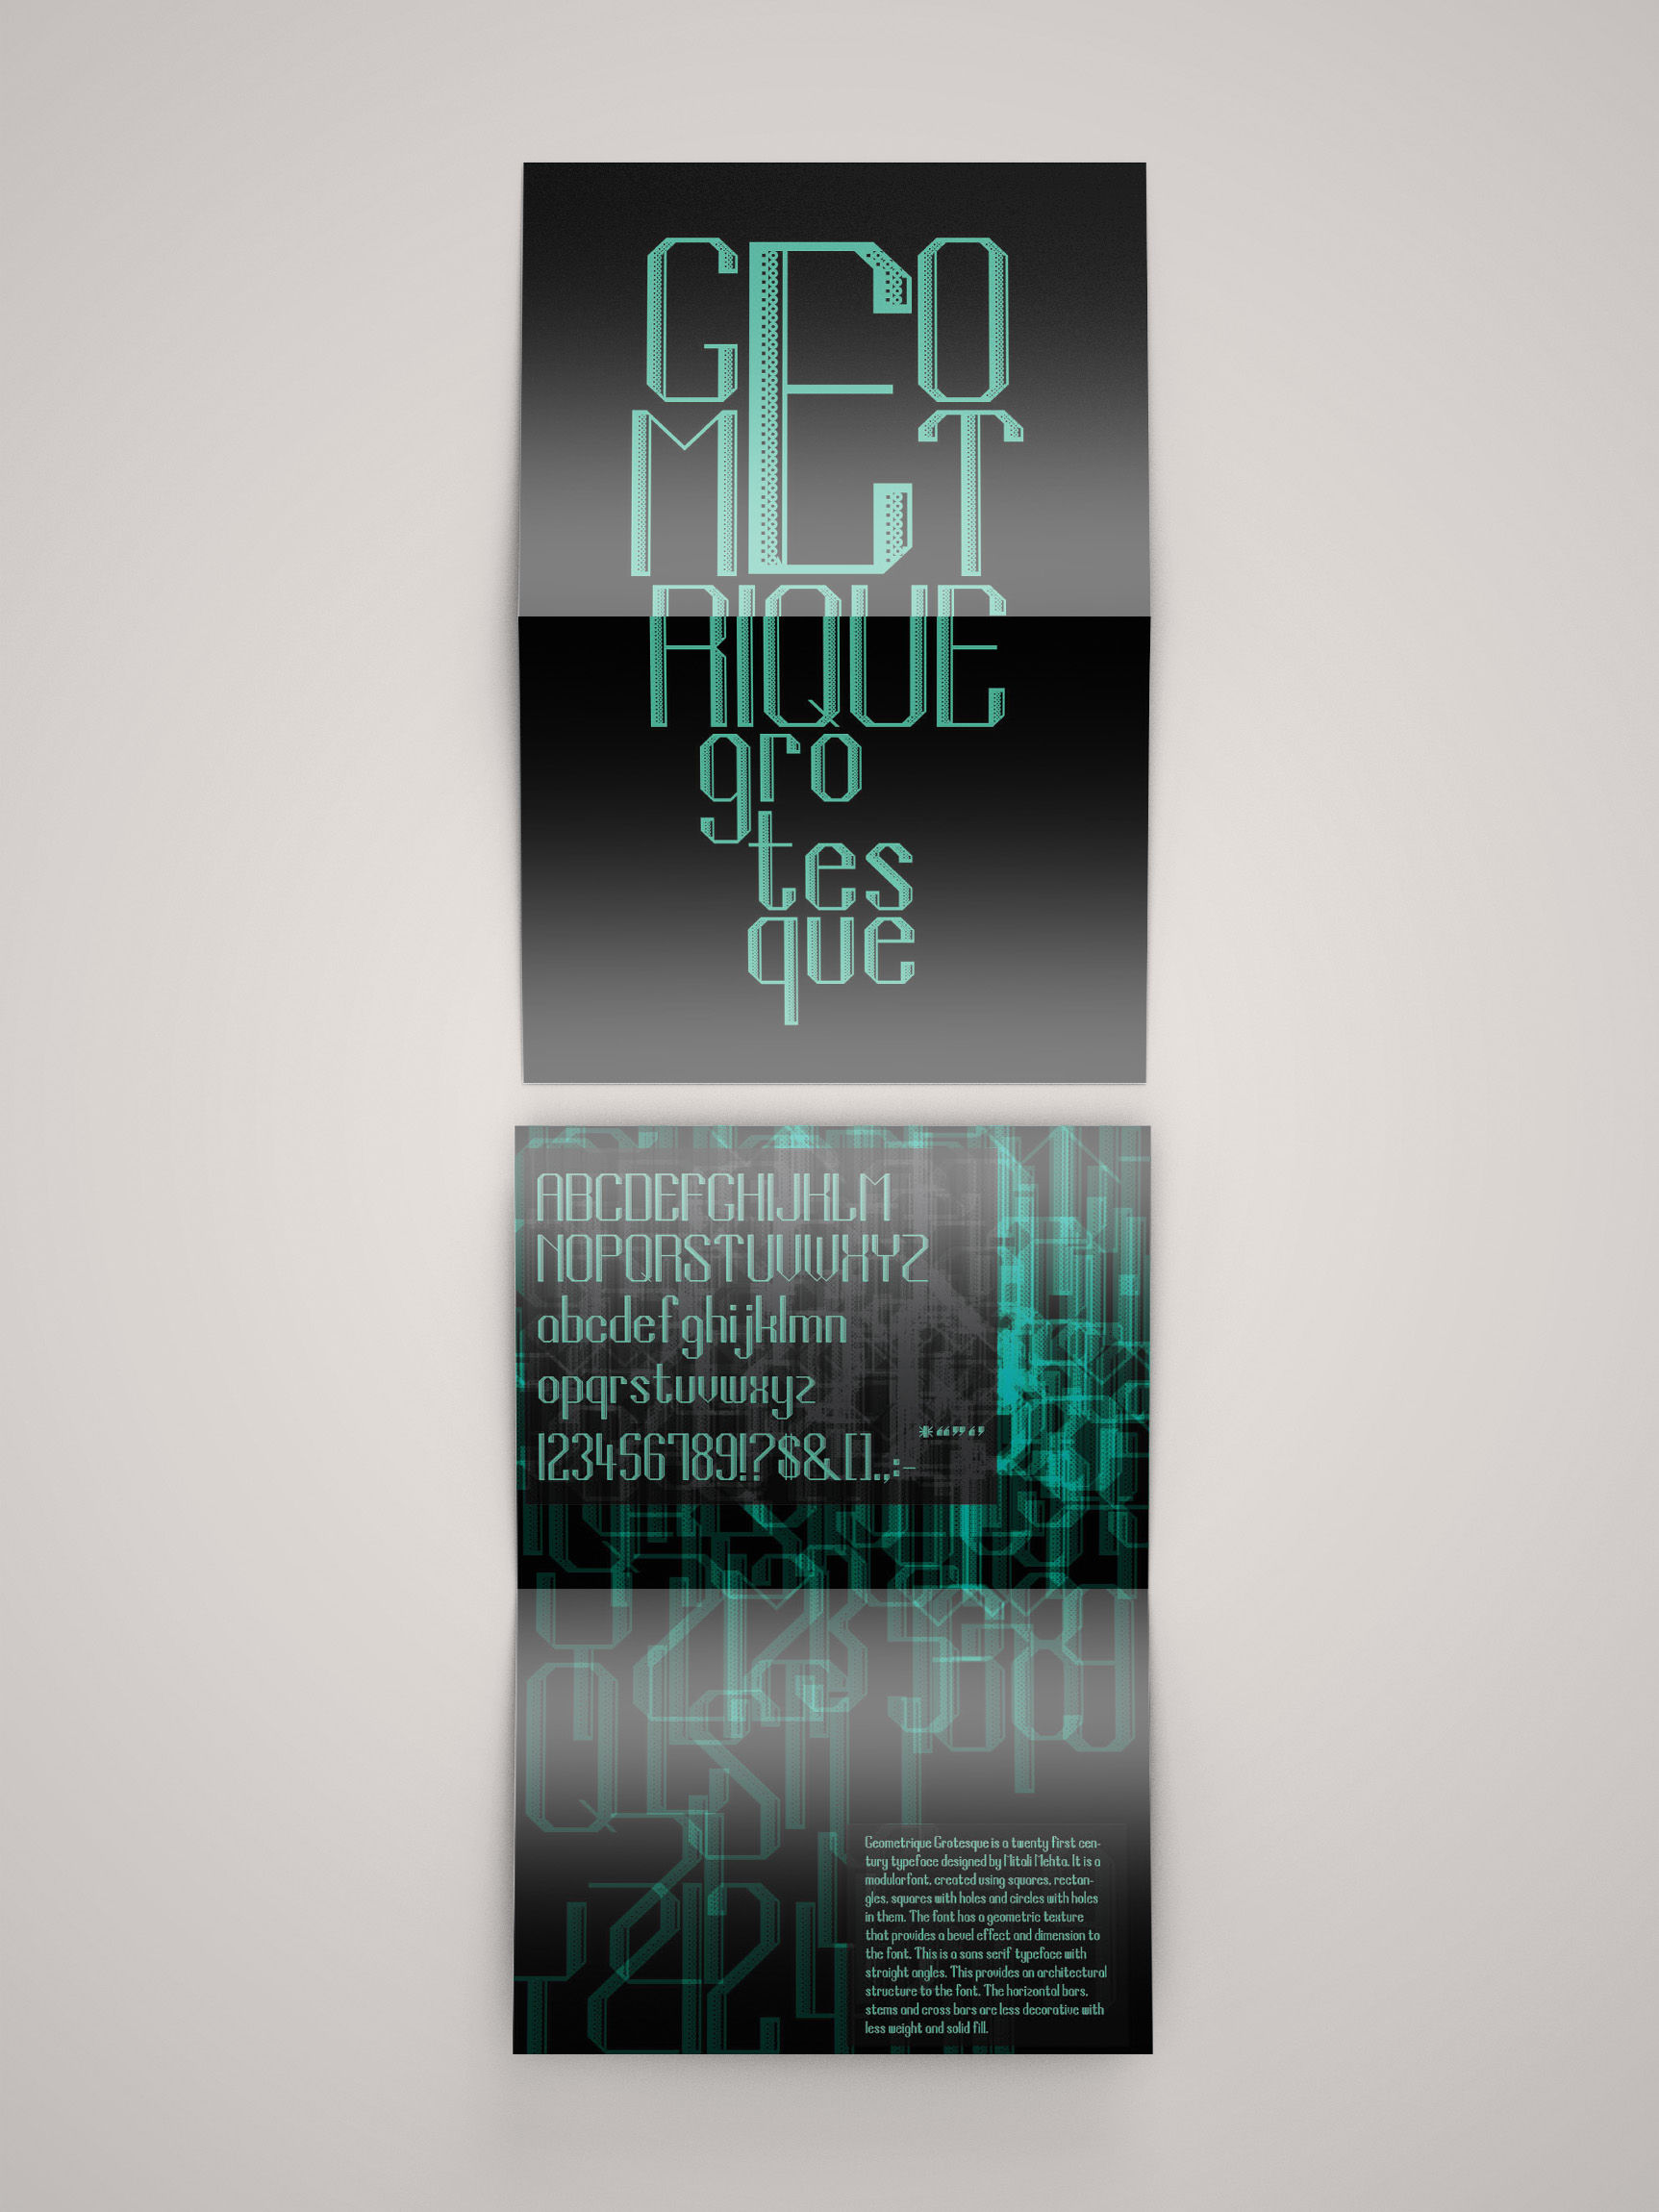 GEO
MET
RIQUE
gro
tes
que
ABCDEFGHIJKLM
NOPQRSTUVWXYZ
abcdefghijklmn
opqrstuvwxyz
✳“”‘’
1234567891!?$&[].,:-
Geometrique Grotesque is a twenty first cen-
tury typeface designed by Mitali Mehta. It is a
modular font, created using squares, rectan-
gles, squares with holes and circles with holes
in them. The font has a geometric texture
that provides a bevel effect and dimension to
the font. This is a sans serif typeface with
straight angles. This provides an architectural
structure to the font. The horizontal bars,
stems and cross bars are less decorative with
less weight and solid fill.